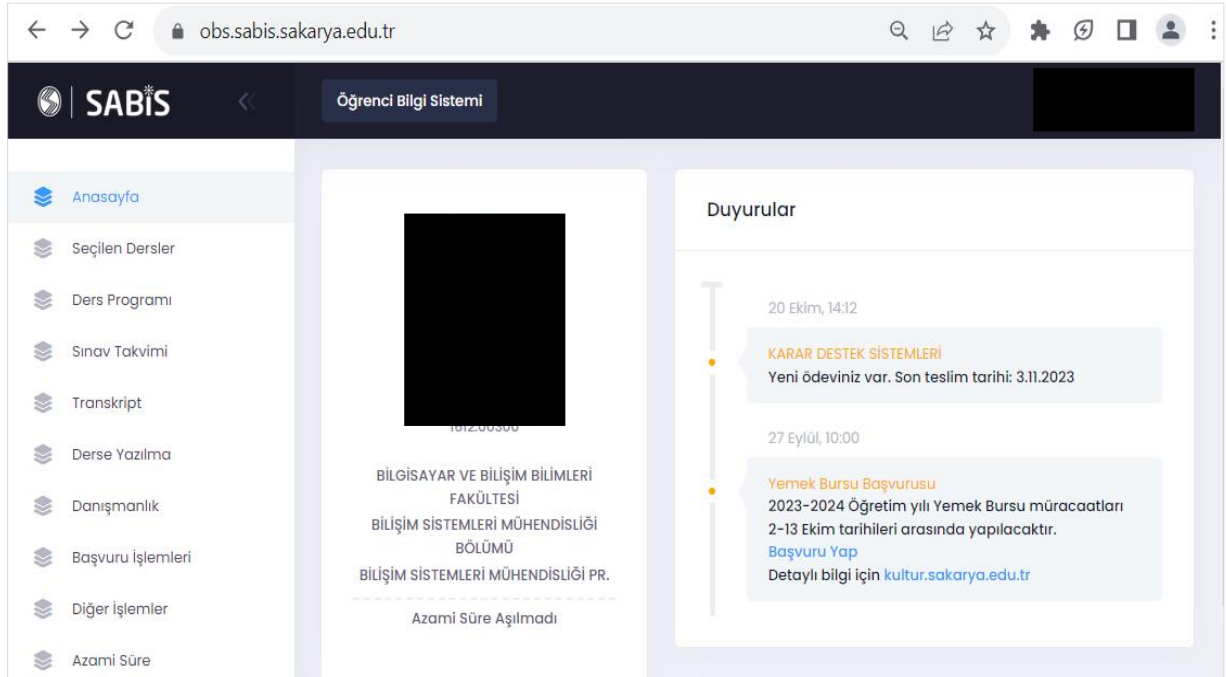 obs.sabis.sakarya.edu.tr
SABİS
Öğrenci Bilgi Sistemi
Anasayfa
Seçilen Dersler
Ders Programı
Sınav Takvimi
Transkript
Derse Yazılma
Danışmanlık
Başvuru İşlemleri
Diğer İşlemler
Azami Süre
BİLGİSAYAR VE BİLİŞİM BİLİMLERİ
FAKÜLTESİ
BİLİŞİM SİSTEMLERİ MÜHENDİSLİĞİ
BÖLÜMÜ
BİLİŞİM SİSTEMLERİ MÜHENDİSLİĞİ PR.
Azami Süre Aşılmadı
Duyurular
20 Ekim, 14:12
KARAR DESTEK SİSTEMLERİ
Yeni ödeviniz var. Son teslim tarihi: 3.11.2023
27 Eylül, 10:00
Yemek Bursu Başvurusu
2023-2024 Öğretim yılı Yemek Bursu müracaatları
2-13 Ekim tarihileri arasında yapılacaktır.
Başvuru Yap
Detaylı bilgi için kultur.sakarya.edu.tr